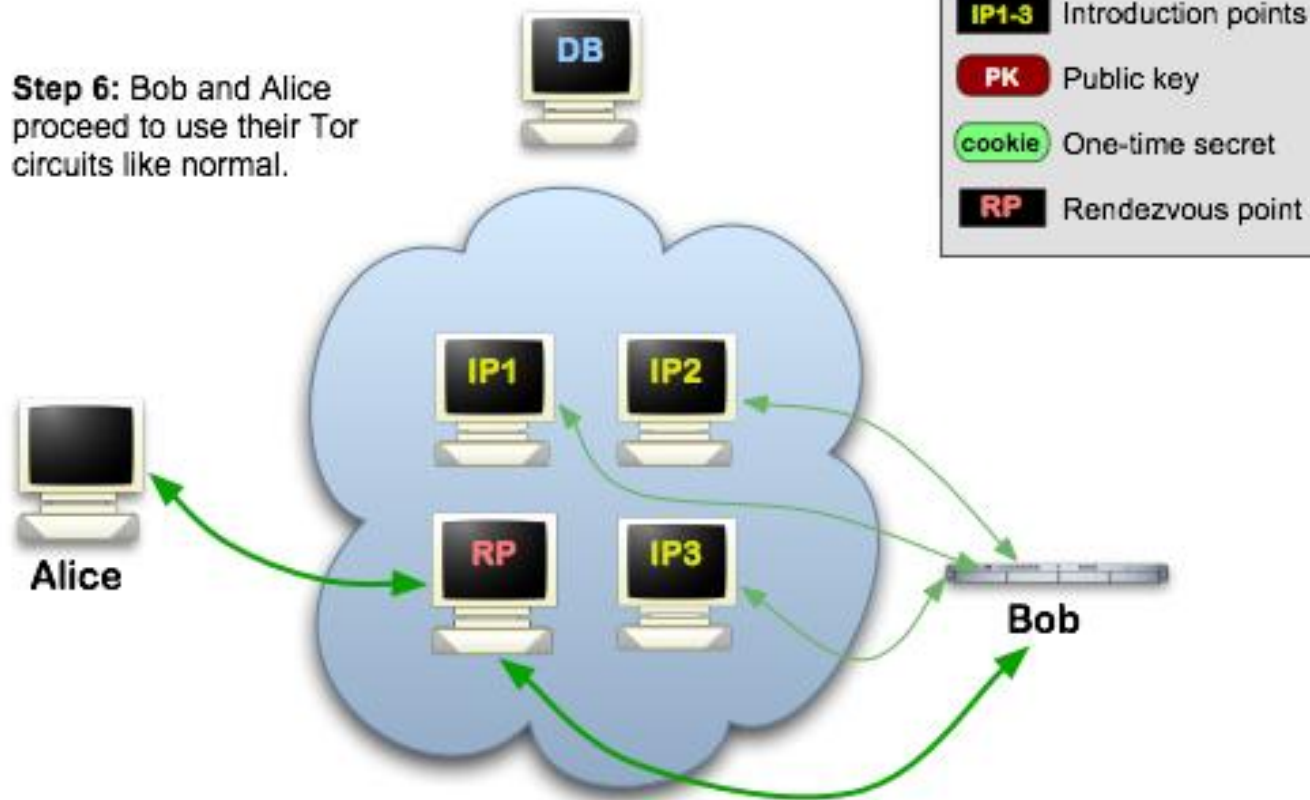 Step 6: Bob and Alice
proceed to use their Tor
circuits like normal.
DB
IP1-3 Introduction points
PK Public key
cookie One-time secret
RP Rendezvous point
IP1
IP2
RP
IP3
Alice
Bob